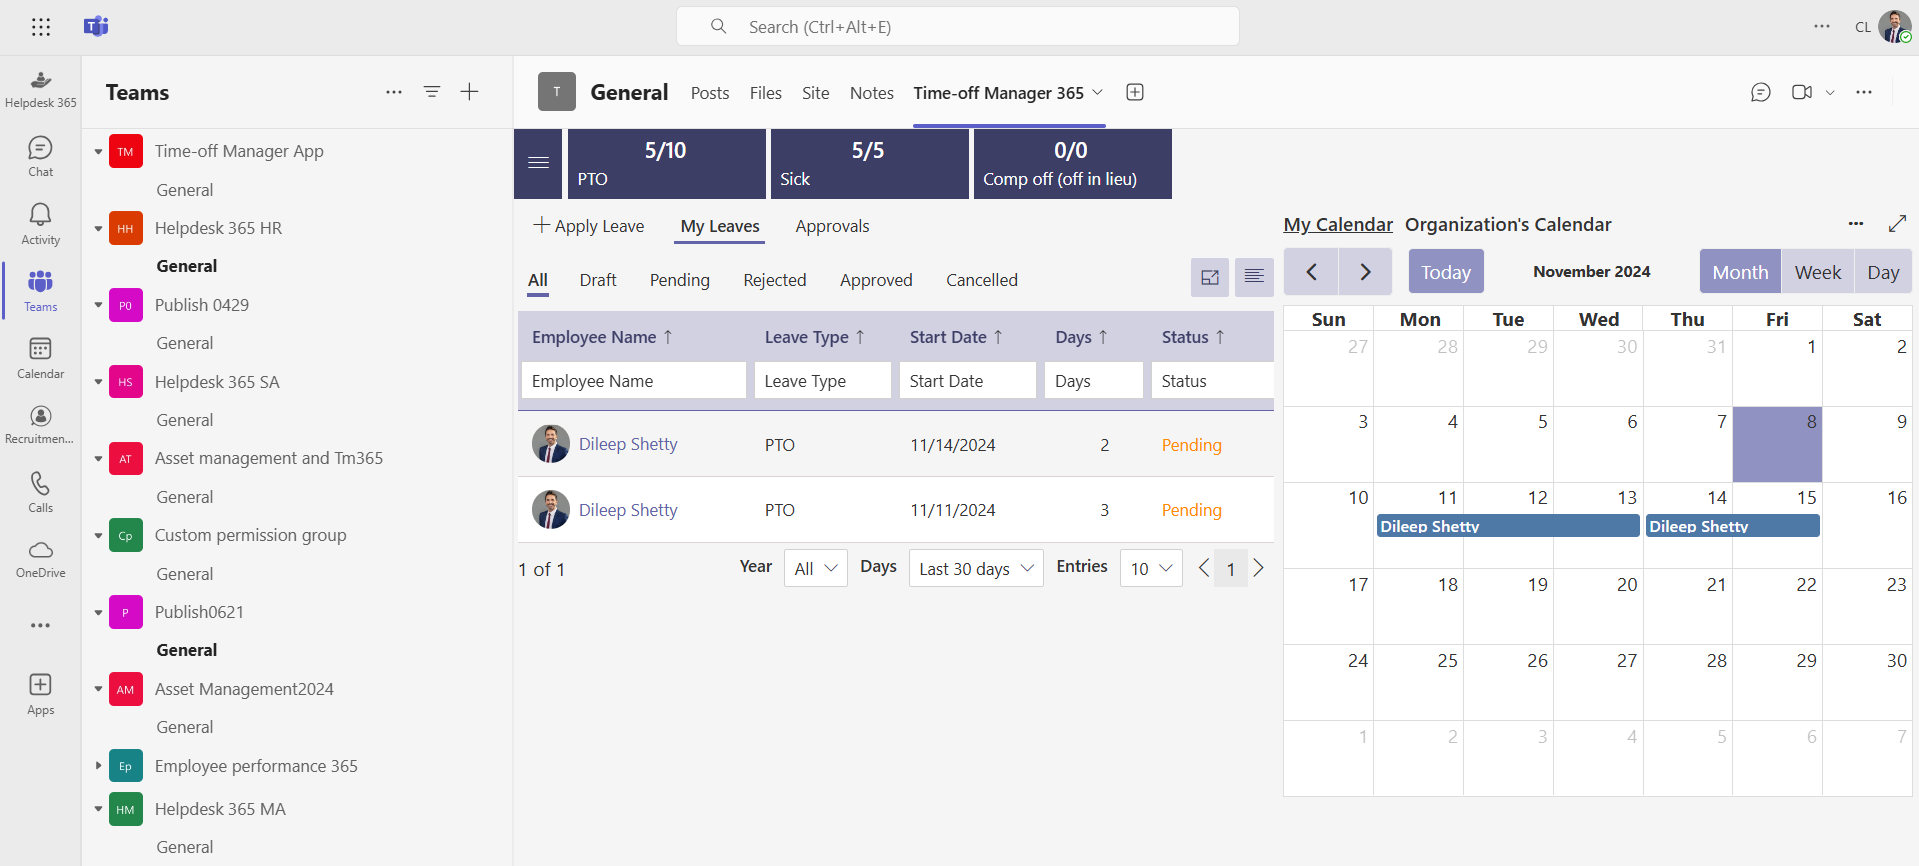 Search (Ctrl+Alt+E)
CL
Helpdesk 365
Chat
Activity
Teams
Calendar
Recruitmen...
Calls
OneDrive
Apps
Teams
TM Time-off Manager App
General
HH Helpdesk 365 HR
General
P0 Publish 0429
General
HS Helpdesk 365 SA
General
AT Asset management and Tm365
General
Cp Custom permission group
General
P Publish0621
General
AM Asset Management2024
General
Ep Employee performance 365
HM Helpdesk 365 MA
General
T General Posts Files Site Notes Time-off Manager 365
5/10
PTO
5/5
Sick
0/0
Comp off (off in lieu)
Apply Leave My Leaves Approvals
All Draft Pending Rejected Approved Cancelled
Employee Name ↑ Leave Type ↑ Start Date ↑ Days ↑ Status ↑
Employee Name Leave Type Start Date Days Status
Dileep Shetty PTO 11/14/2024 2 Pending
Dileep Shetty PTO 11/11/2024 3 Pending
1 of 1 Year All Days Last 30 days Entries 10 1
My Calendar Organization's Calendar
Today November 2024 Month Week Day
Sun Mon Tue Wed Thu Fri Sat
27 28 29 30 31 1 2
3 4 5 6 7 8 9
10 11 12 13 14 15 16
Dileep Shetty Dileep Shetty
17 18 19 20 21 22 23
24 25 26 27 28 29 30
1 2 3 4 5 6 7